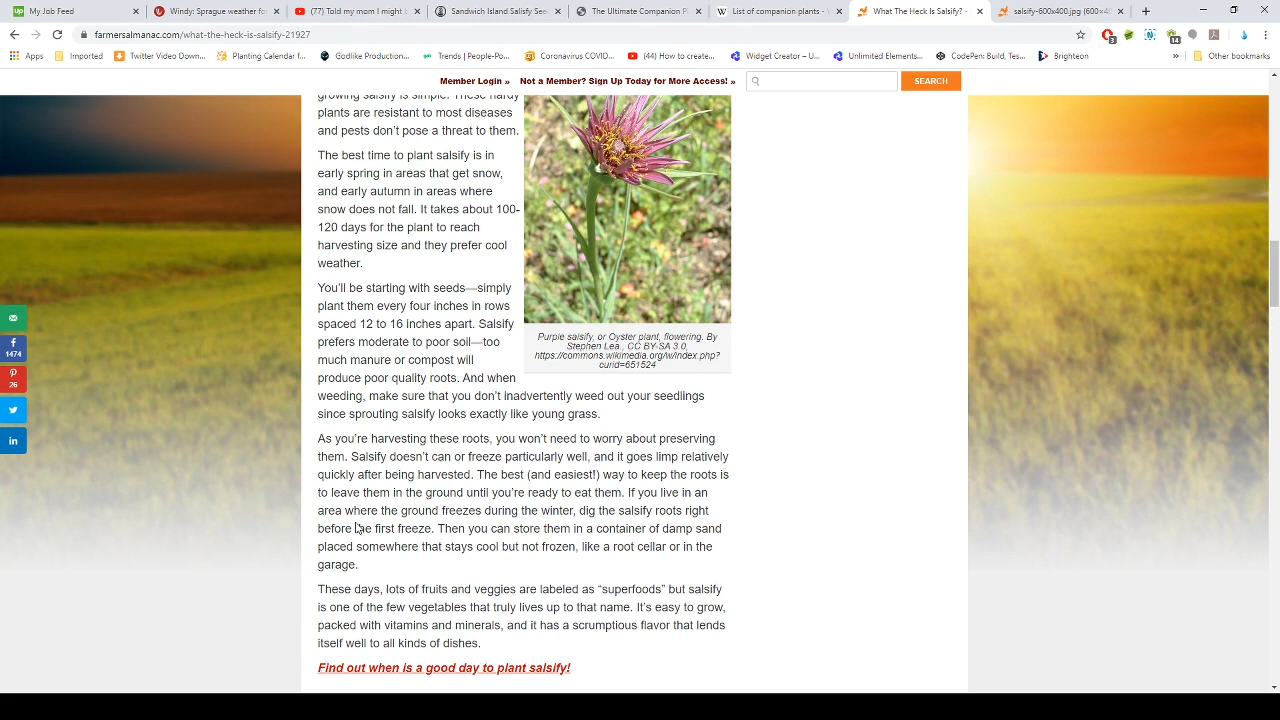 My Job Feed
Windy: Sprague weather fo
(77) Told my mom I might
Sandwich Island Salsify See
The Ultimate Companion Pl
List of companion plants - W
What The Heck Is Salsify? -
salsify-600x400.jpg (600×40
farmersalmanac.com/what-the-heck-is-salsify-21927
3
14
Apps
Imported
Twitter Video Down...
Planting Calendar f...
Godlike Production...
Trends | People-Po...
Coronavirus COVID...
(44) How to create...
Widget Creator – U...
Unlimited Elements...
CodePen: Build, Tes...
Brighteon
»
Other bookmarks
Member Login »
Not a Member? Sign Up Today for More Access! »
SEARCH
growing salsify is simple. These hardy
plants are resistant to most diseases
and pests don’t pose a threat to them.
The best time to plant salsify is in
early spring in areas that get snow,
and early autumn in areas where
snow does not fall. It takes about 100-
120 days for the plant to reach
harvesting size and they prefer cool
weather.
You’ll be starting with seeds—simply
plant them every four inches in rows
spaced 12 to 16 inches apart. Salsify
prefers moderate to poor soil—too
much manure or compost will
produce poor quality roots. And when
weeding, make sure that you don’t inadvertently weed out your seedlings
since sprouting salsify looks exactly like young grass.
Purple salsify, or Oyster plant, flowering. By
Stephen Lea., CC BY-SA 3.0,
https://commons.wikimedia.org/w/index.php?
curid=651524
As you’re harvesting these roots, you won’t need to worry about preserving
them. Salsify doesn’t can or freeze particularly well, and it goes limp relatively
quickly after being harvested. The best (and easiest!) way to keep the roots is
to leave them in the ground until you’re ready to eat them. If you live in an
area where the ground freezes during the winter, dig the salsify roots right
before the first freeze. Then you can store them in a container of damp sand
placed somewhere that stays cool but not frozen, like a root cellar or in the
garage.
These days, lots of fruits and veggies are labeled as “superfoods” but salsify
is one of the few vegetables that truly lives up to that name. It’s easy to grow,
packed with vitamins and minerals, and it has a scrumptious flavor that lends
itself well to all kinds of dishes.
Find out when is a good day to plant salsify!
1474
26